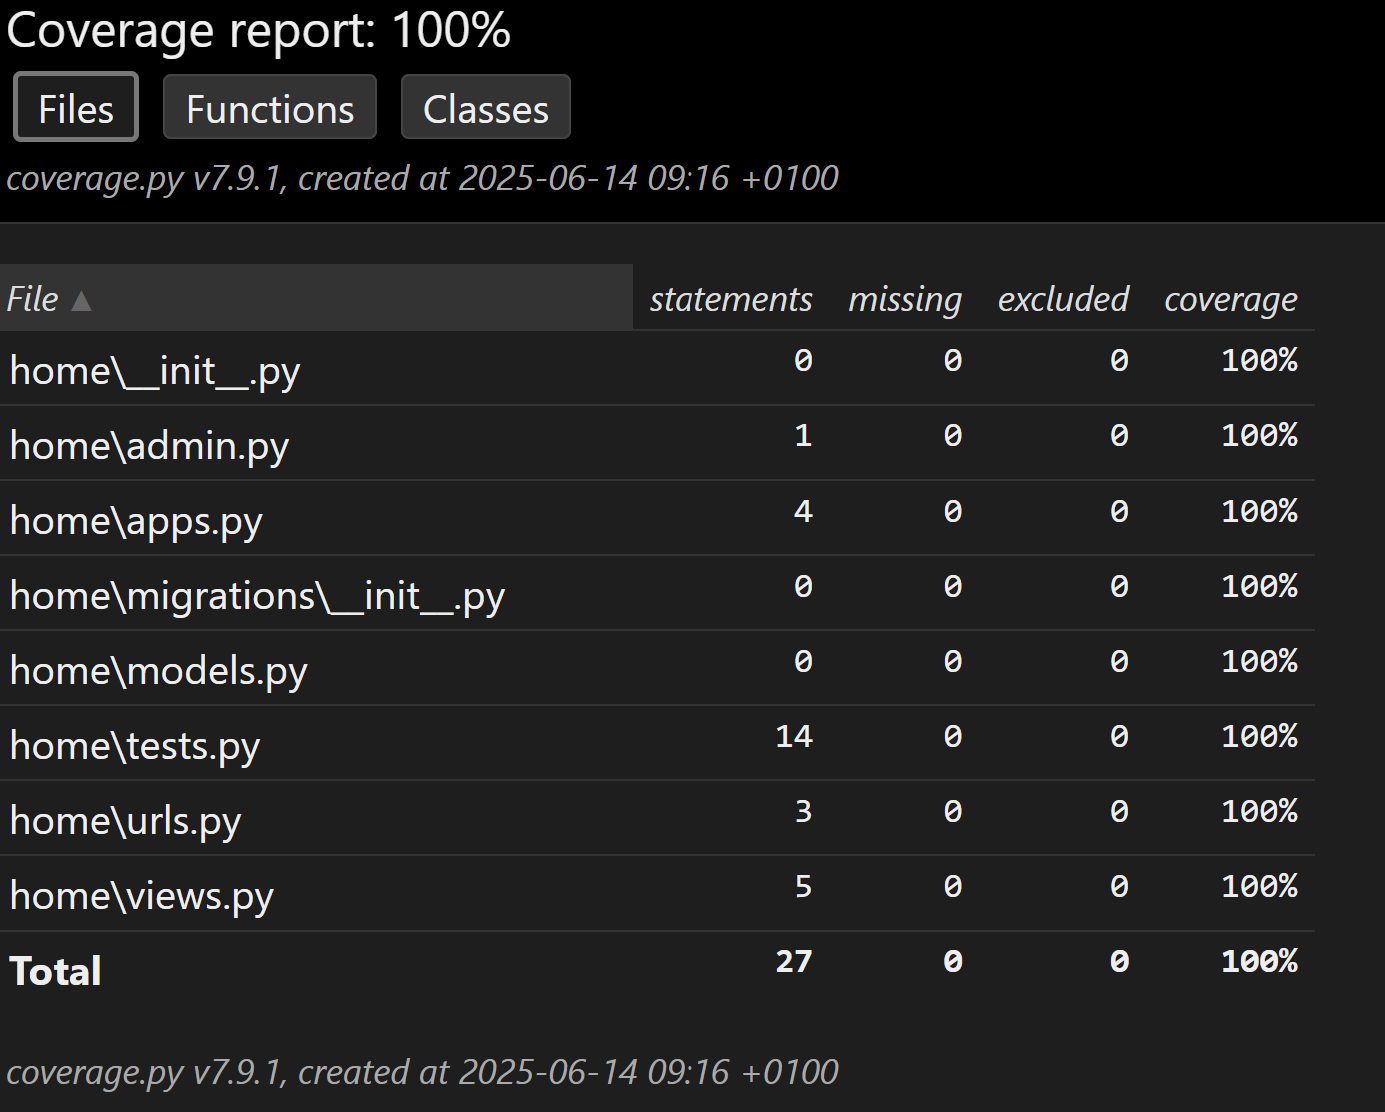 Coverage report: 100%
Files Functions Classes
coverage.py v7.9.1, created at 2025-06-14 09:16 +0100
File ▲ statements missing excluded coverage
home\__init__.py 0 0 0 100%
home\admin.py 1 0 0 100%
home\apps.py 4 0 0 100%
home\migrations\__init__.py 0 0 0 100%
home\models.py 0 0 0 100%
home\tests.py 14 0 0 100%
home\urls.py 3 0 0 100%
home\views.py 5 0 0 100%
Total 27 0 0 100%
coverage.py v7.9.1, created at 2025-06-14 09:16 +0100